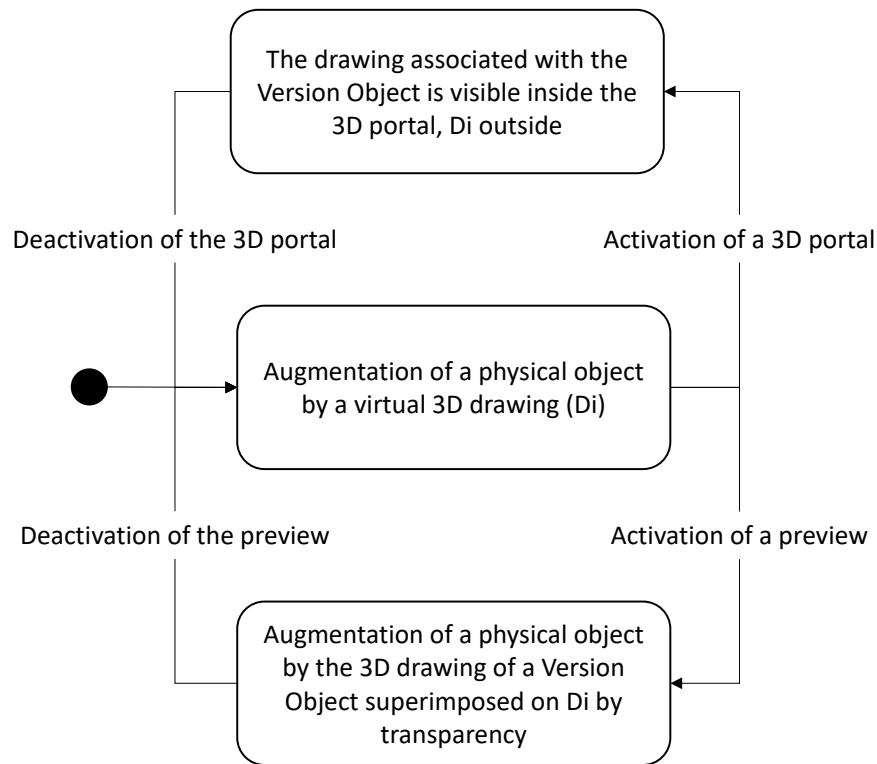 The drawing associated with the
Version Object is visible inside the
3D portal, Di outside
Deactivation of the 3D portal
Activation of a 3D portal
Augmentation of a physical object
by a virtual 3D drawing (Di)
Deactivation of the preview
Activation of a preview
Augmentation of a physical object
by the 3D drawing of a Version
Object superimposed on Di by
transparency